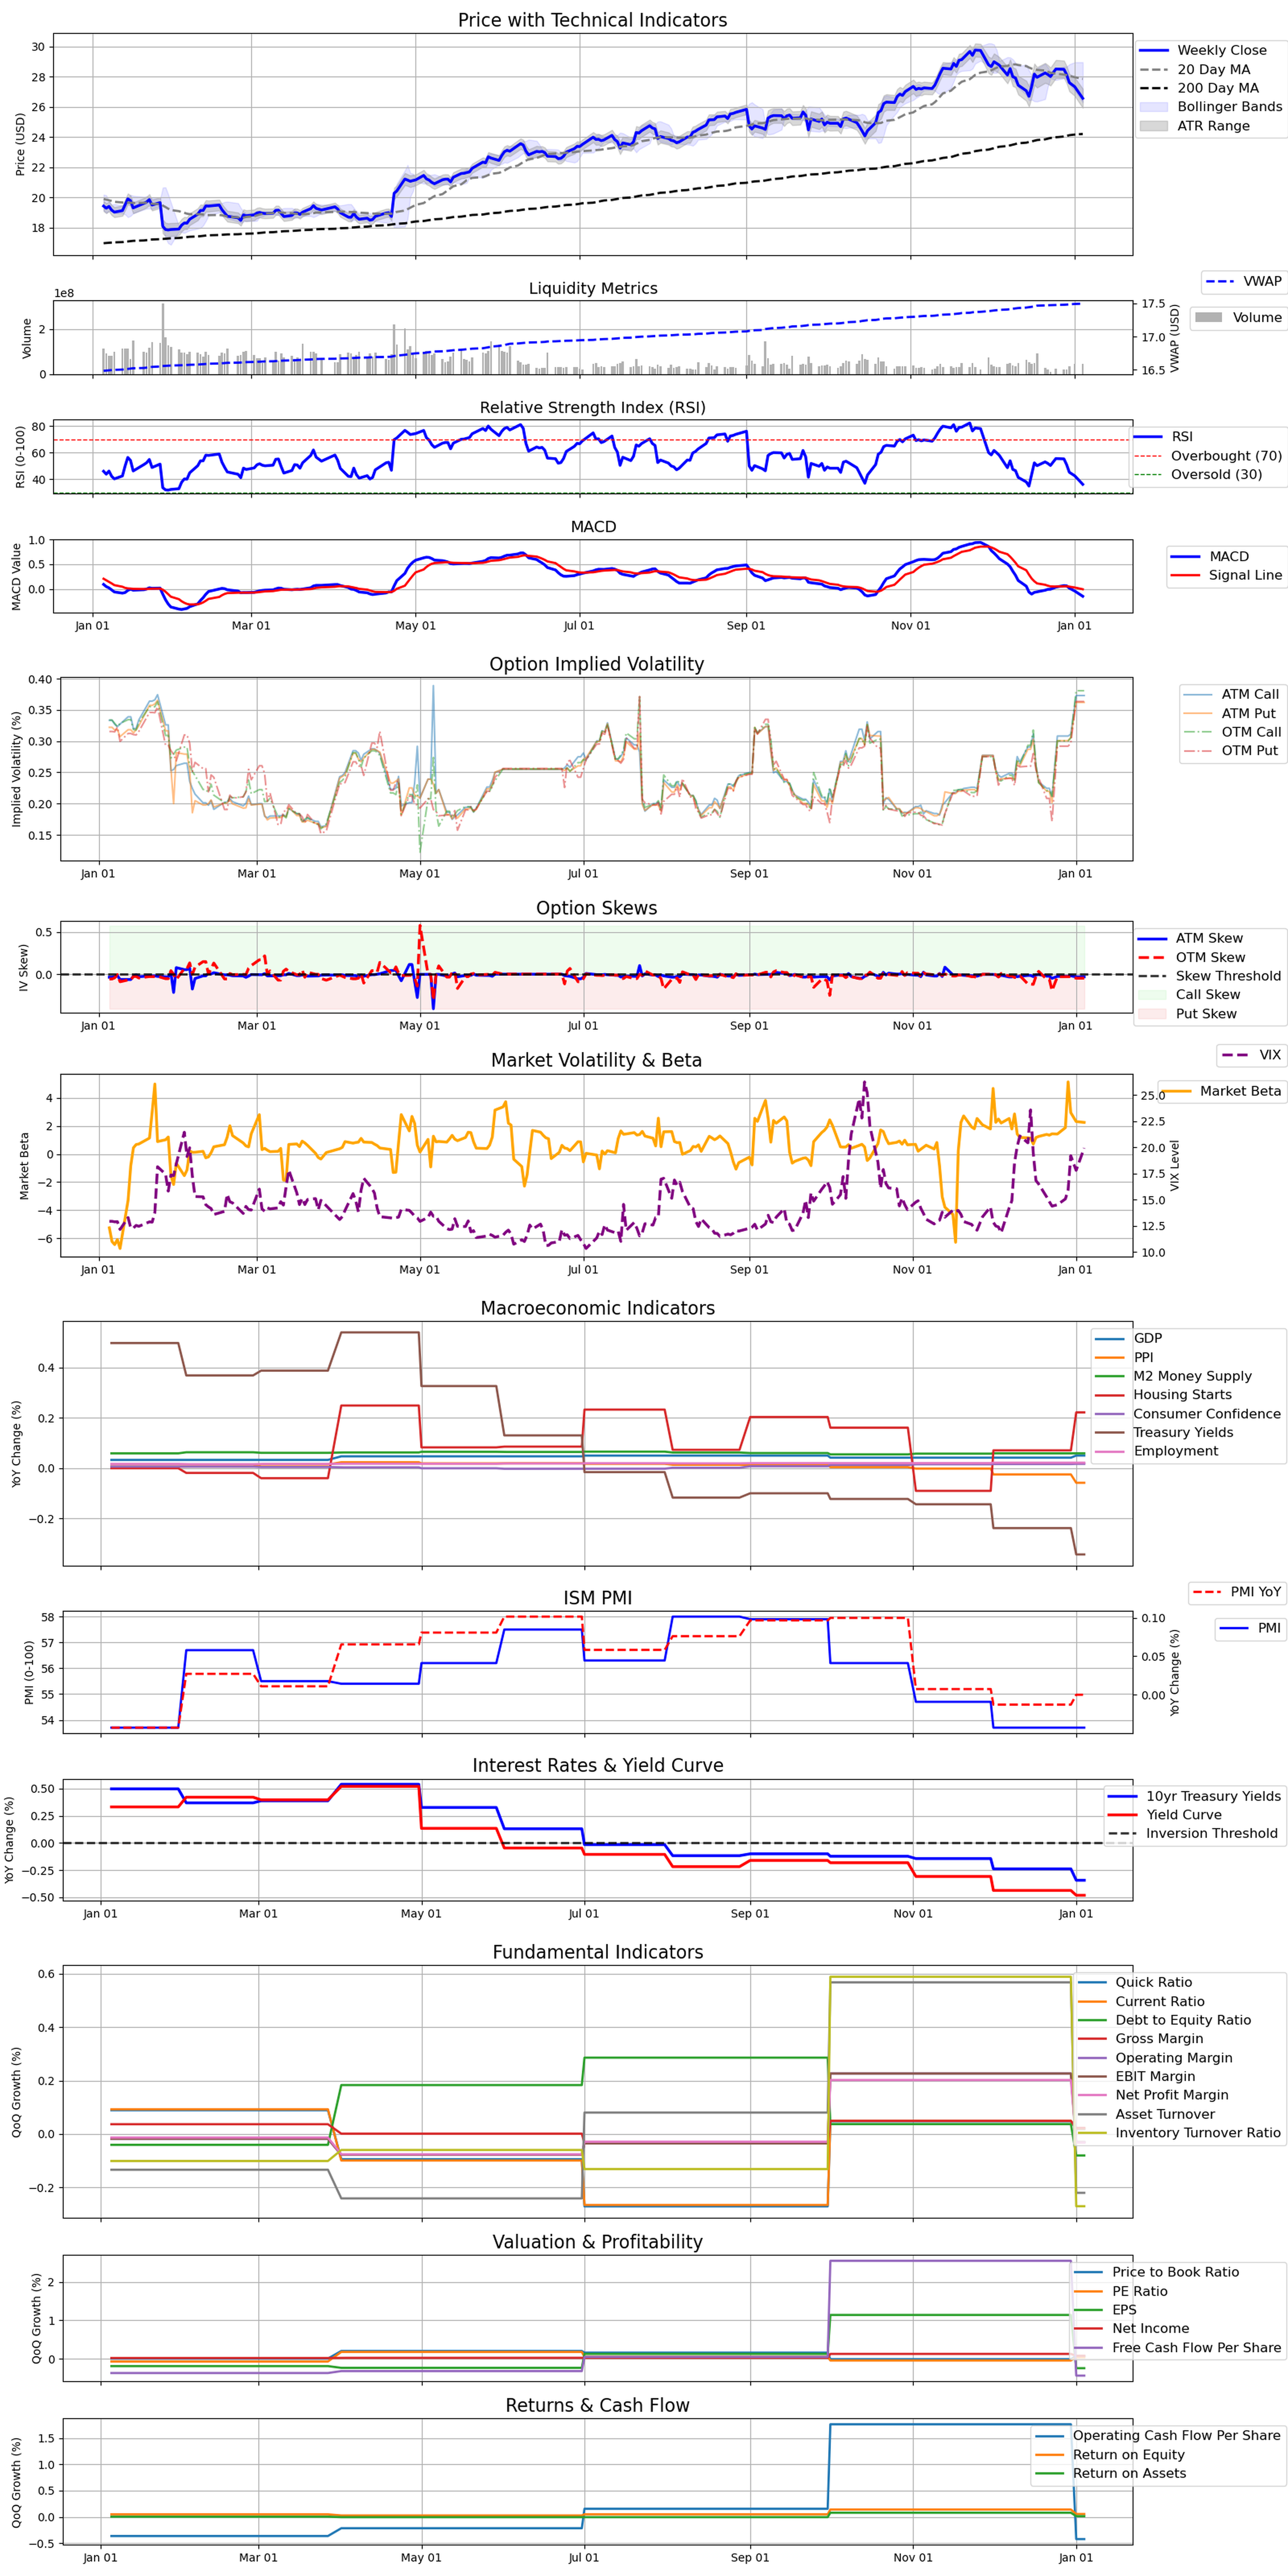 Price with Technical Indicators
30
28
26
24
22
20
18
Price (USD)
Weekly Close
20 Day MA
200 Day MA
Bollinger Bands
ATR Range
Liquidity Metrics
1e8
2
0
Volume
17.5
17.0
16.5
VWAP (USD)
VWAP
Volume
Relative Strength Index (RSI)
80
60
40
RSI (0-100)
RSI
Overbought (70)
Oversold (30)
MACD
1.0
0.5
0.0
MACD Value
MACD
Signal Line
Jan 01
Mar 01
May 01
Jul 01
Sep 01
Nov 01
Jan 01
Option Implied Volatility
0.40
0.35
0.30
0.25
0.20
0.15
Implied Volatility (%)
ATM Call
ATM Put
OTM Call
OTM Put
Jan 01
Mar 01
May 01
Jul 01
Sep 01
Nov 01
Jan 01
Option Skews
0.5
0.0
IV Skew)
ATM Skew
OTM Skew
Skew Threshold
Call Skew
Put Skew
Jan 01
Mar 01
May 01
Jul 01
Sep 01
Nov 01
Jan 01
Market Volatility & Beta
4
2
0
−2
−4
−6
Market Beta
25.0
22.5
20.0
17.5
15.0
12.5
10.0
VIX Level
VIX
Market Beta
Jan 01
Mar 01
May 01
Jul 01
Sep 01
Nov 01
Jan 01
Macroeconomic Indicators
0.4
0.2
0.0
−0.2
YoY Change (%)
GDP
PPI
M2 Money Supply
Housing Starts
Consumer Confidence
Treasury Yields
Employment
ISM PMI
58
57
56
55
54
PMI (0-100)
0.10
0.05
0.00
YoY Change (%)
PMI YoY
PMI
Interest Rates & Yield Curve
0.50
0.25
0.00
−0.25
−0.50
YoY Change (%)
10yr Treasury Yields
Yield Curve
Inversion Threshold
Jan 01
Mar 01
May 01
Jul 01
Sep 01
Nov 01
Jan 01
Fundamental Indicators
0.6
0.4
0.2
0.0
−0.2
QoQ Growth (%)
Quick Ratio
Current Ratio
Debt to Equity Ratio
Gross Margin
Operating Margin
EBIT Margin
Net Profit Margin
Asset Turnover
Inventory Turnover Ratio
Valuation & Profitability
2
1
0
QoQ Growth (%)
Price to Book Ratio
PE Ratio
EPS
Net Income
Free Cash Flow Per Share
Returns & Cash Flow
1.5
1.0
0.5
0.0
−0.5
QoQ Growth (%)
Operating Cash Flow Per Share
Return on Equity
Return on Assets
Jan 01
Mar 01
May 01
Jul 01
Sep 01
Nov 01
Jan 01